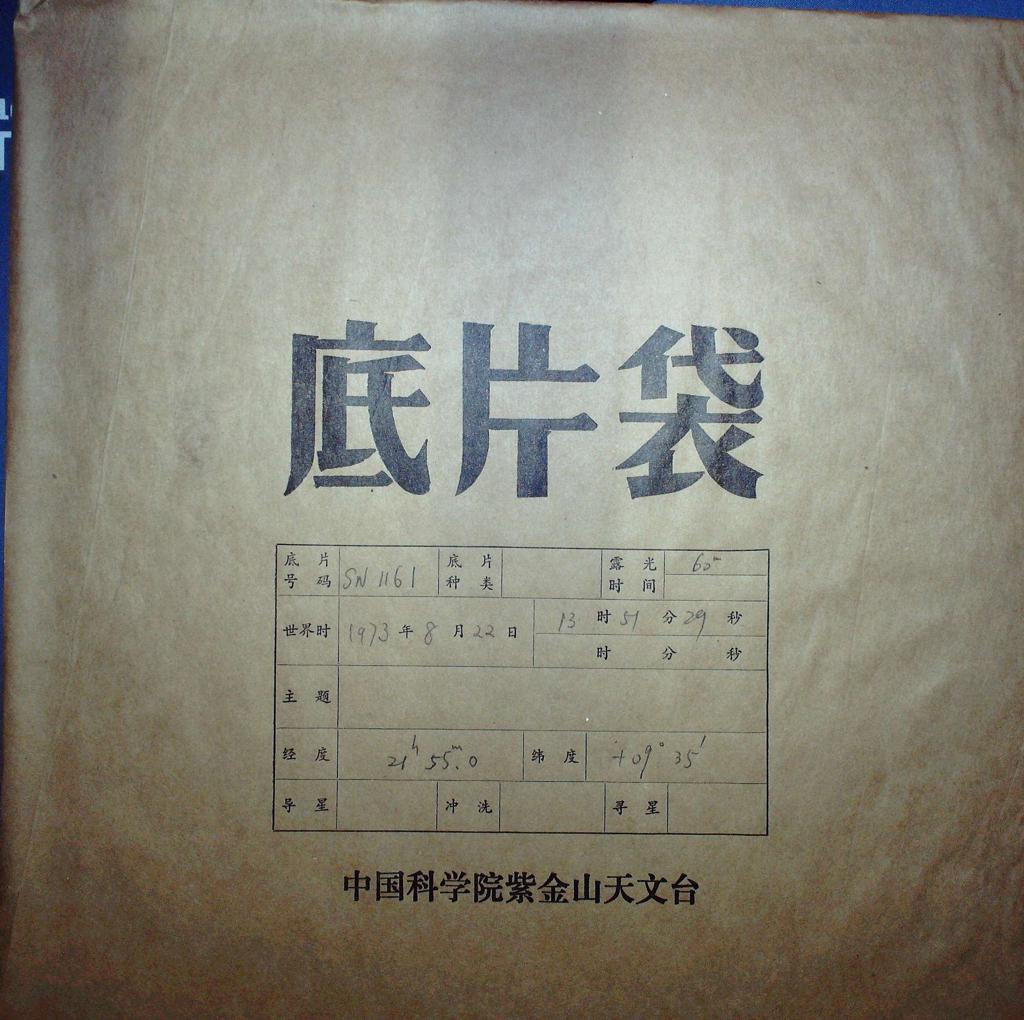 底片袋
底片号码 SN 1161 底片种类 露光时间 60ᵐ
世界时 1973年8月22日 13时51分29秒
时 分 秒
主题
经度 21ʰ 55ᵐ.0 纬度 +09° 35′
导星 冲洗 寻星
中国科学院紫金山天文台